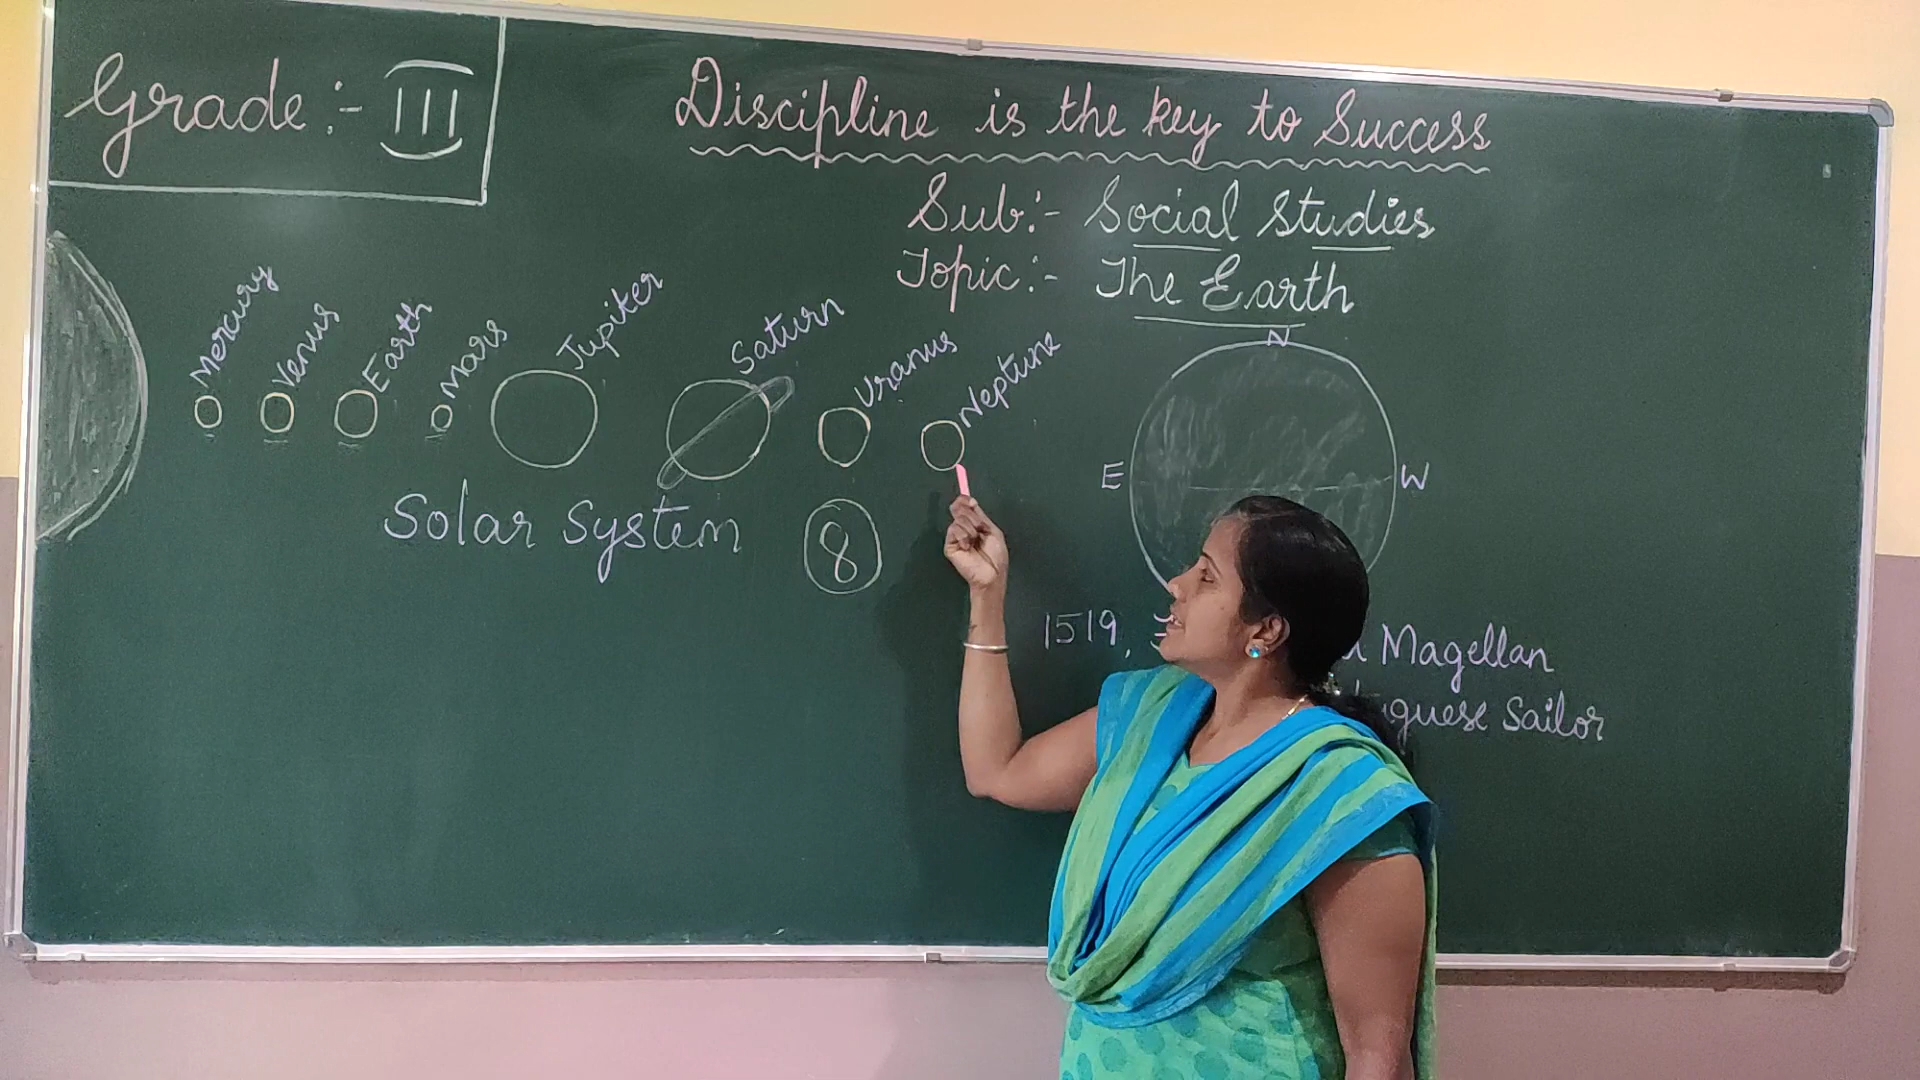 Grade:- III
Discipline is the key to Success
Sub:- Social Studies
Topic:- The Earth
Mercury
Venus
Earth
Mars
Jupiter
Saturn
Uranus
Neptune
Solar System 8
N
E W
1519, Magellan
Sailor